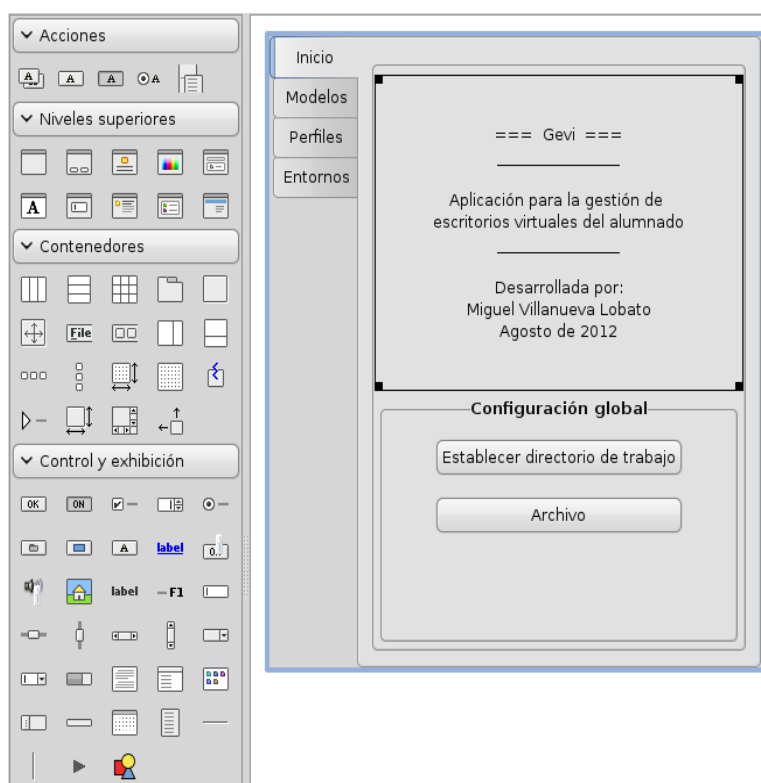 Acciones
A A A A
Niveles superiores
A
Contenedores
File
Control y exhibición
OK ON
A label 0..
label F1
Inicio
Modelos
Perfiles
Entornos
=== Gevi ===
Aplicación para la gestión de
escritorios virtuales del alumnado
Desarrollada por:
Miguel Villanueva Lobato
Agosto de 2012
Configuración global
Establecer directorio de trabajo
Archivo